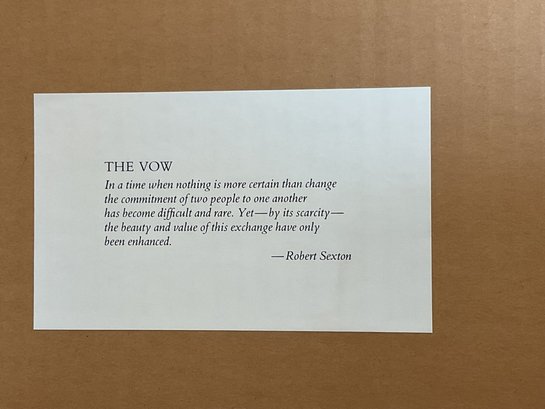 THE VOW
In a time when nothing is more certain than change
the commitment of two people to one another
has become difficult and rare. Yet—by its scarcity—
the beauty and value of this exchange have only
been enhanced.
—Robert Sexton